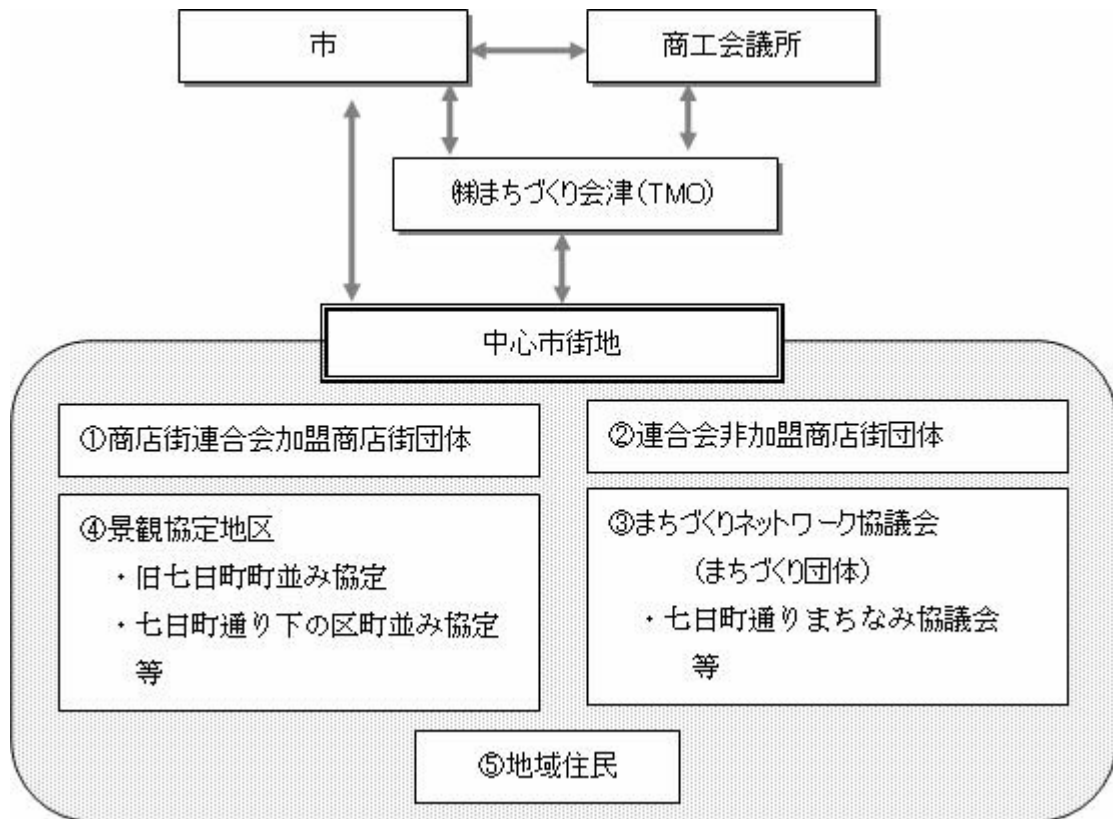 市
商工会議所
㈱まちづくり会津(TMO)
中心市街地
①商店街連合会加盟商店街団体
②連合会非加盟商店街団体
④景観協定地区
・旧七日町町並み協定
・七日町通り下の区町並み協定
等
③まちづくりネットワーク協議会
(まちづくり団体)
・七日町通りまちなみ協議会
等
⑤地域住民